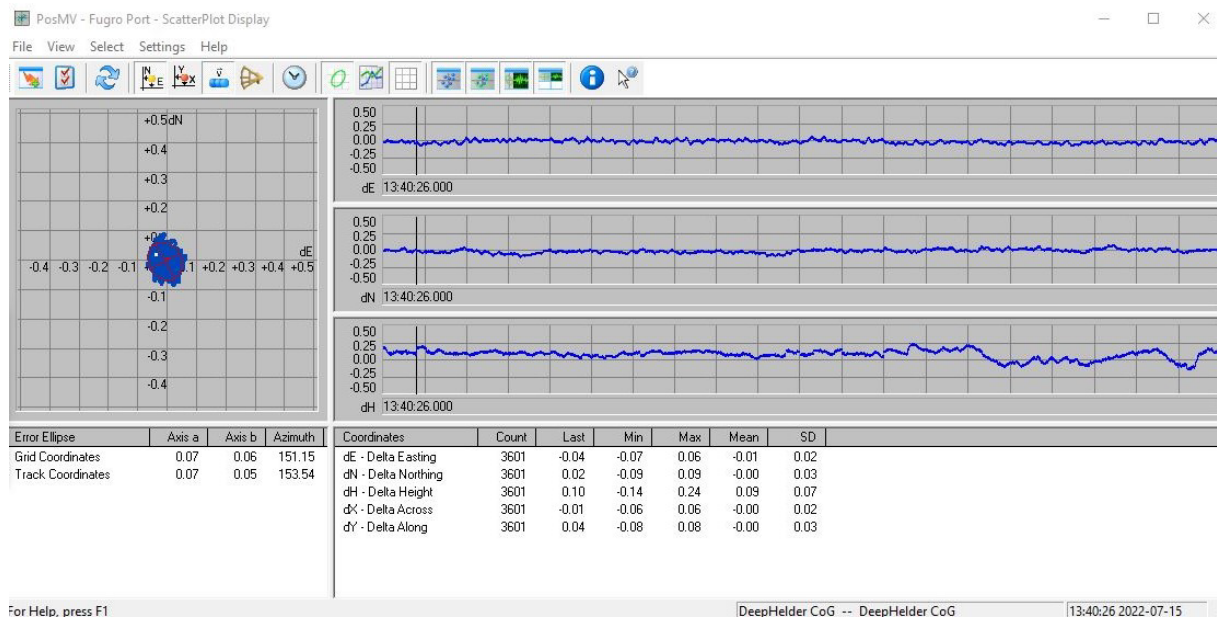 PosMV - Fugro Port - ScatterPlot Display
File View Select Settings Help
+0.5dN
+0.4
+0.3
+0.2
dE
-0.4 -0.3 -0.2 -0.1 +0.2 +0.3 +0.4 +0.5
-0.1
-0.2
-0.3
-0.4
0.50
0.25
0.00
-0.25
-0.50
dE 13:40:26.000
0.50
0.25
0.00
-0.25
-0.50
dN 13:40:26.000
0.50
0.25
0.00
-0.25
-0.50
dH 13:40:26.000
Error Ellipse Axis a Axis b Azimuth
Grid Coordinates 0.07 0.06 151.15
Track Coordinates 0.07 0.05 153.54
Coordinates Count Last Min Max Mean SD
dE - Delta Easting 3601 -0.04 -0.07 0.06 -0.01 0.02
dN - Delta Northing 3601 0.02 -0.09 0.09 -0.00 0.03
dH - Delta Height 3601 0.10 -0.14 0.24 0.09 0.07
dX - Delta Across 3601 -0.01 -0.06 0.06 -0.00 0.02
dY - Delta Along 3601 0.04 -0.08 0.08 -0.00 0.03
For Help, press F1
DeepHelder CoG -- DeepHelder CoG
13:40:26 2022-07-15